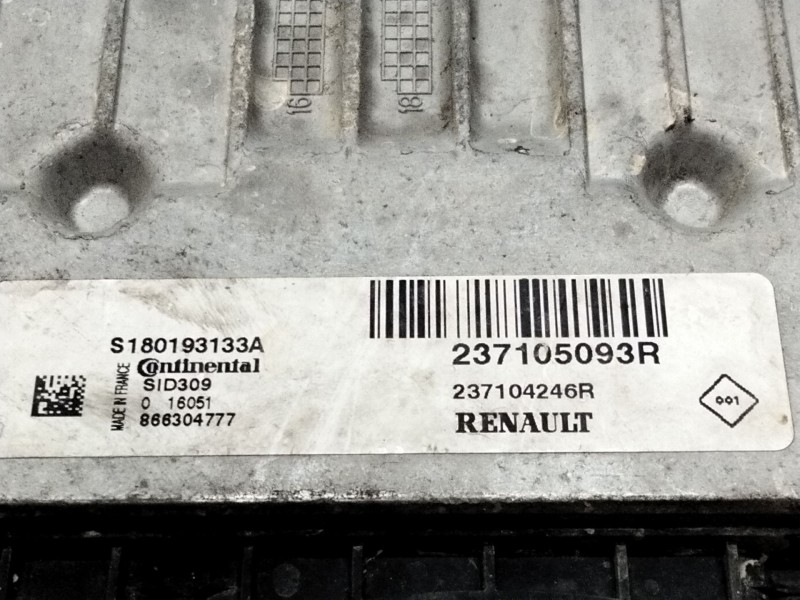 16
18
S180193133A
Continental
SID309
0 16051
866304777
MADE IN FRANCE
237105093R
237104246R
RENAULT
001